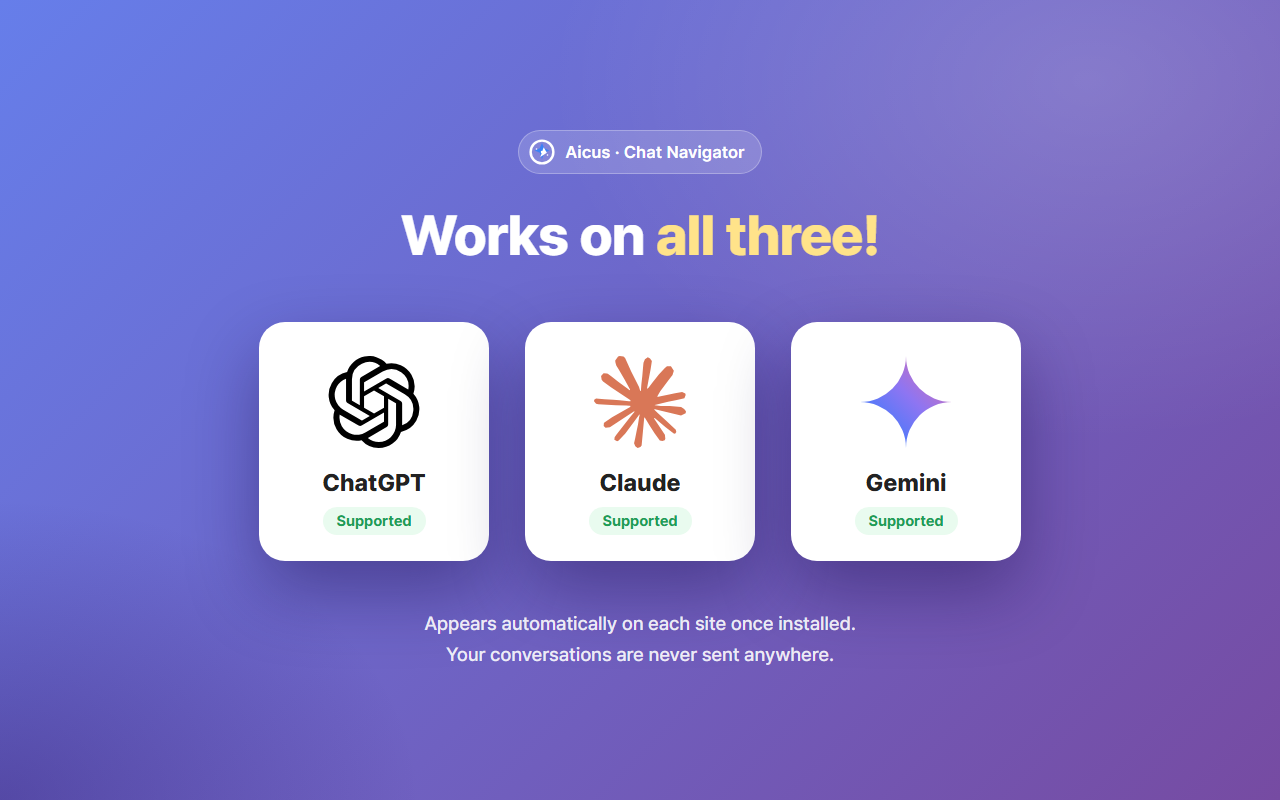 Aicus · Chat Navigator
Works on all three!
ChatGPT
Supported
Claude
Supported
Gemini
Supported
Appears automatically on each site once installed.
Your conversations are never sent anywhere.